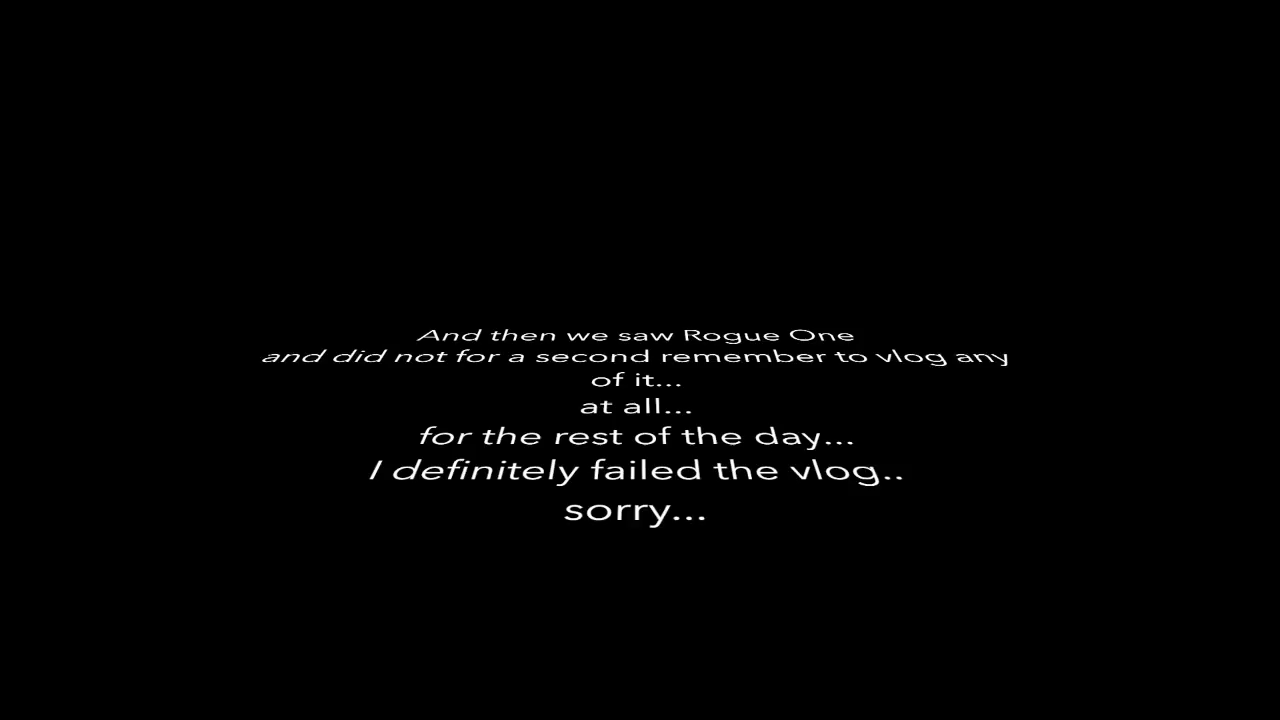 And then we saw Rogue One
and did not for a second remember to vlog any
of it...
at all...
for the rest of the day...
I definitely failed the vlog..
sorry...